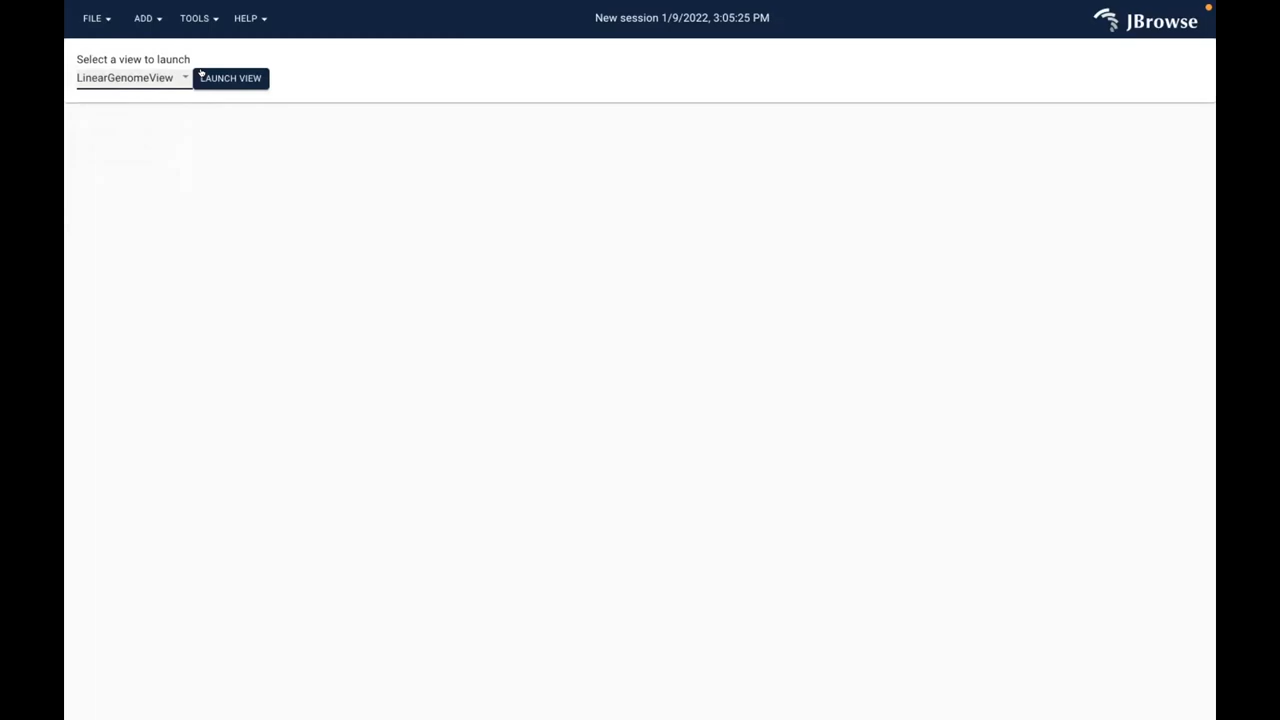 FILE ADD TOOLS HELP New session 1/9/2022, 3:05:25 PM JBrowse
Select a view to launch
LinearGenomeView LAUNCH VIEW